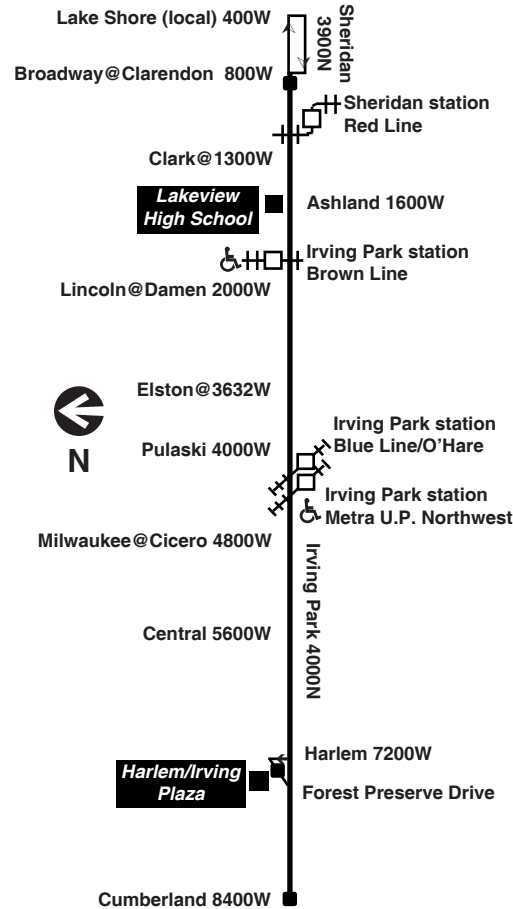 Lake Shore (local) 400W
Sheridan
3900N
Broadway@Clarendon 800W
Sheridan station
Red Line
Clark@1300W
Lakeview
High School
Ashland 1600W
Irving Park station
Brown Line
Lincoln@Damen 2000W
Elston@3632W
N
Pulaski 4000W
Irving Park station
Blue Line/O'Hare
Irving Park station
Metra U.P. Northwest
Milwaukee@Cicero 4800W
Irving Park 4000N
Central 5600W
Harlem 7200W
Harlem/Irving
Plaza
Forest Preserve Drive
Cumberland 8400W